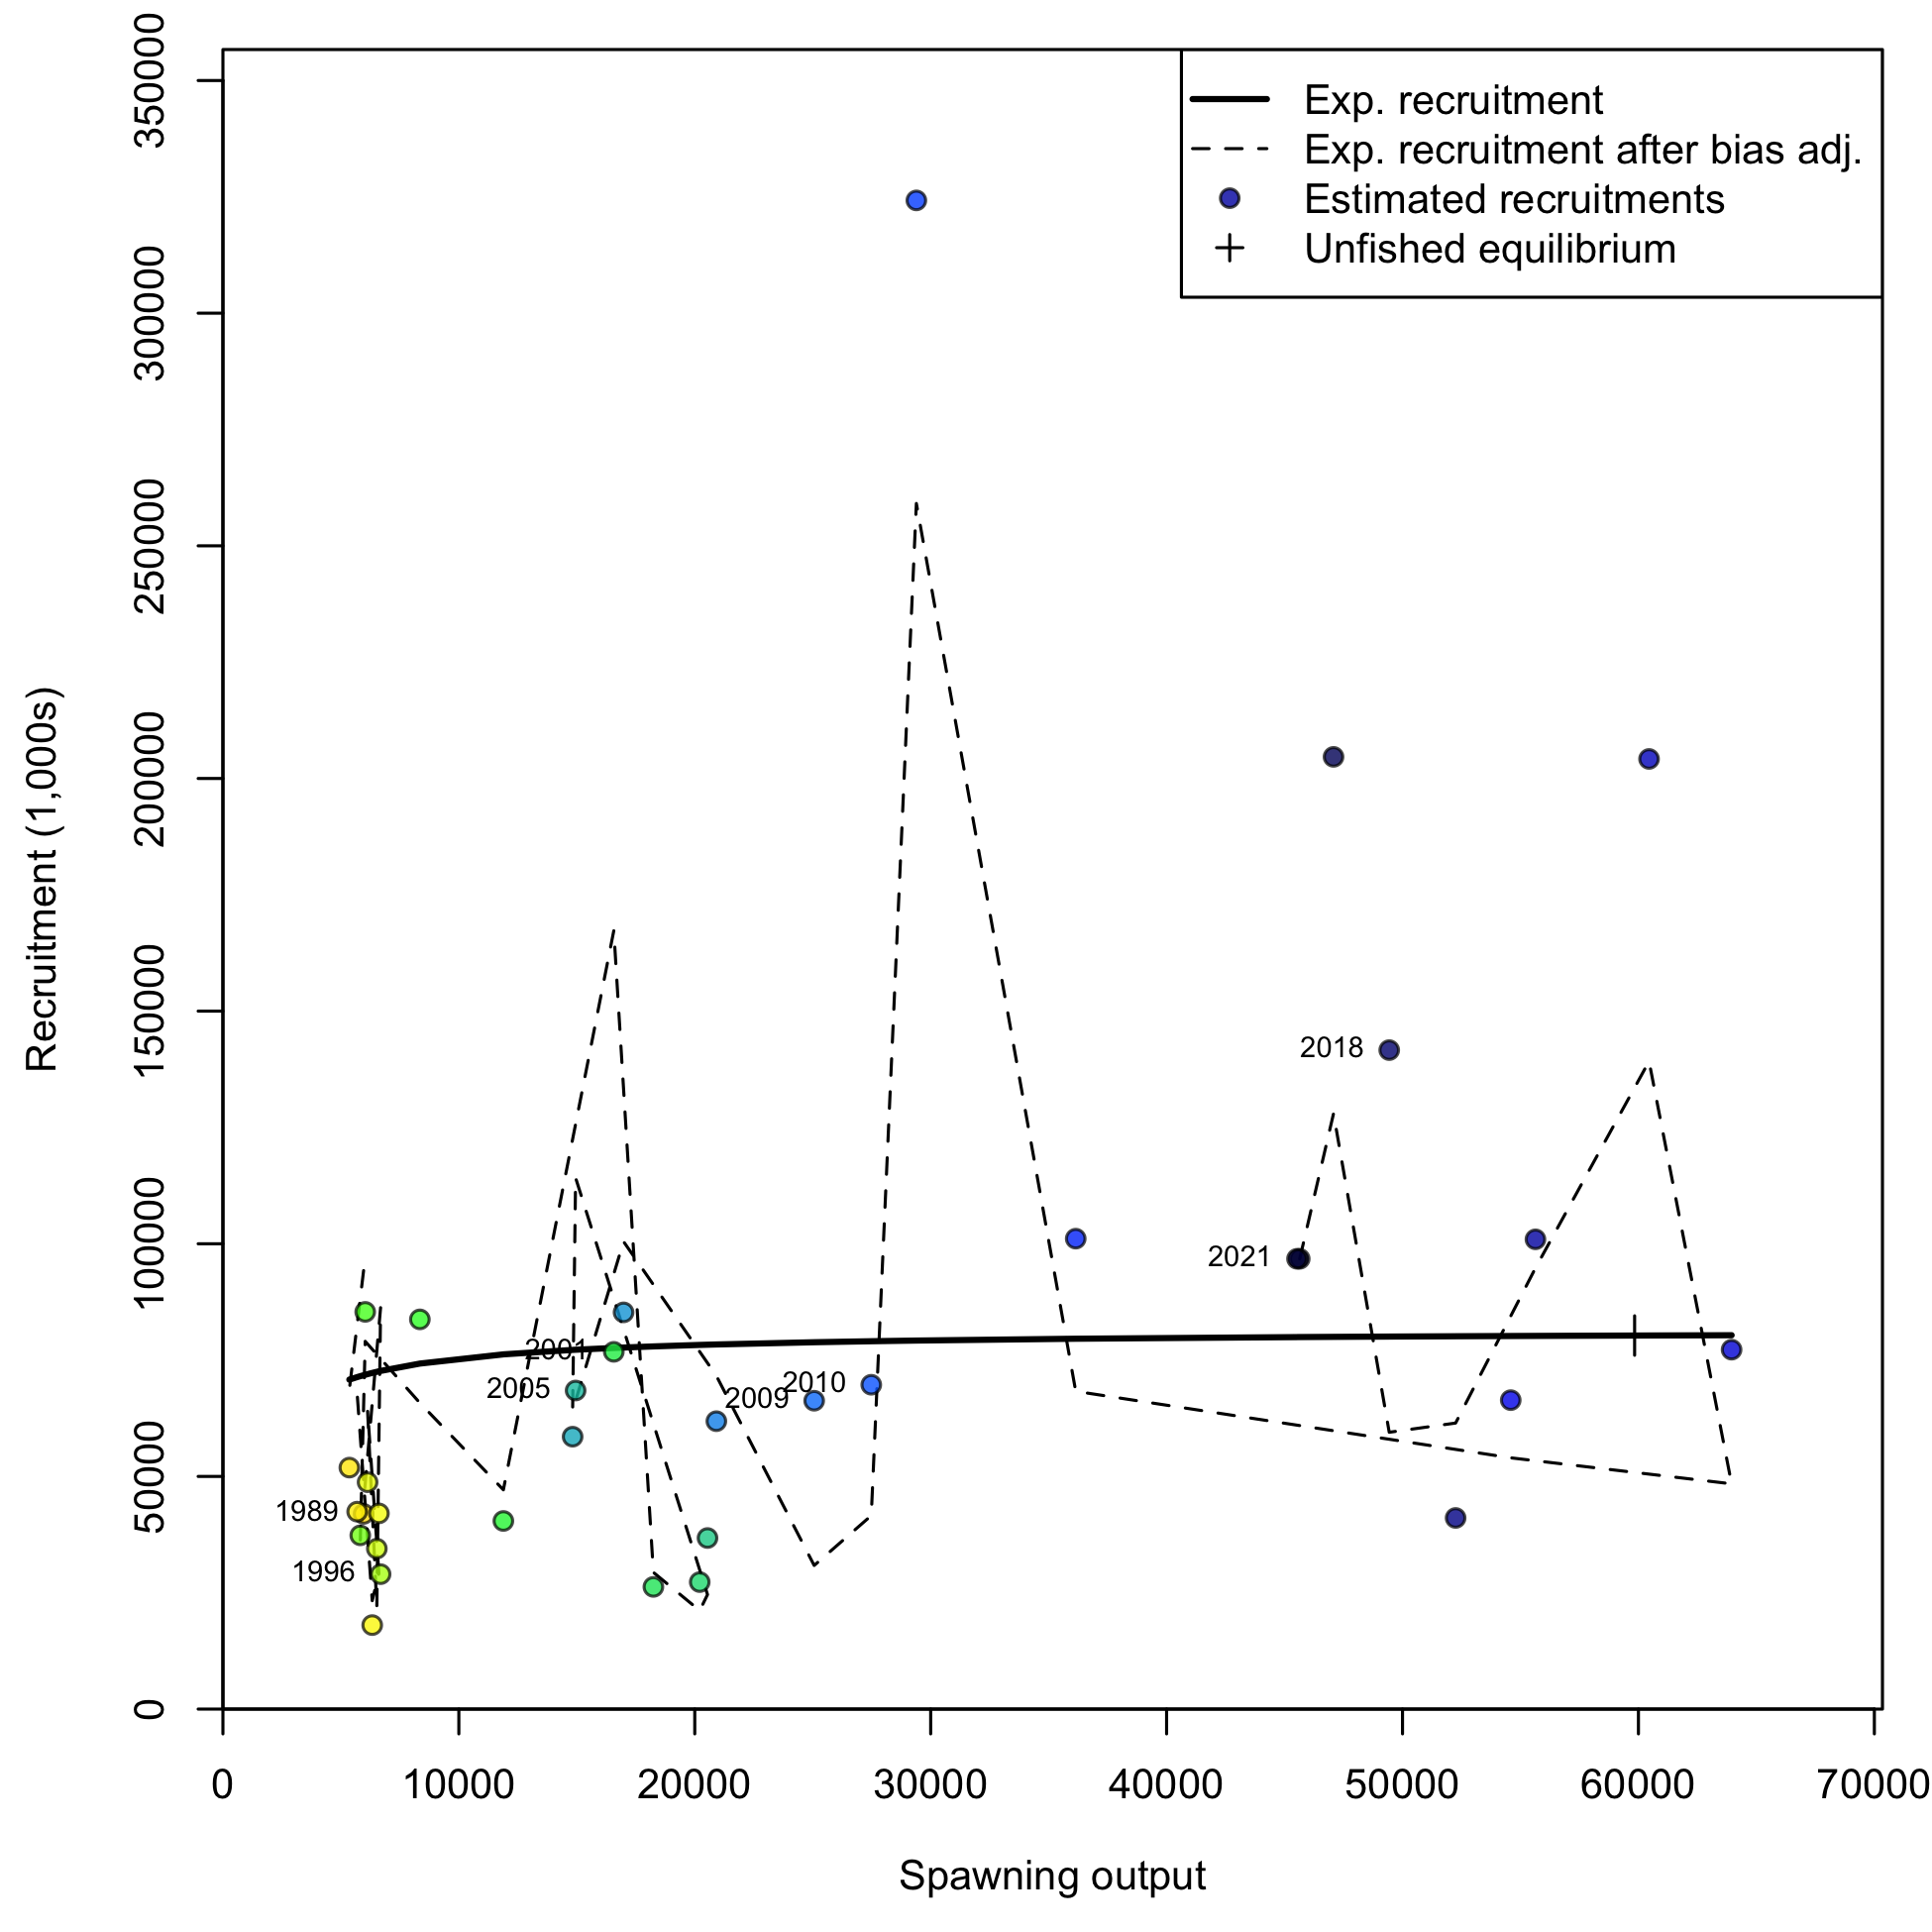 Exp. recruitment
Exp. recruitment after bias adj.
Estimated recruitments
Unfished equilibrium
350000
300000
250000
200000
150000
100000
50000
0
Recruitment (1,000s)
2018
2021
2001
2005
2010
2009
1989
1996
0 10000 20000 30000 40000 50000 60000 70000
Spawning output